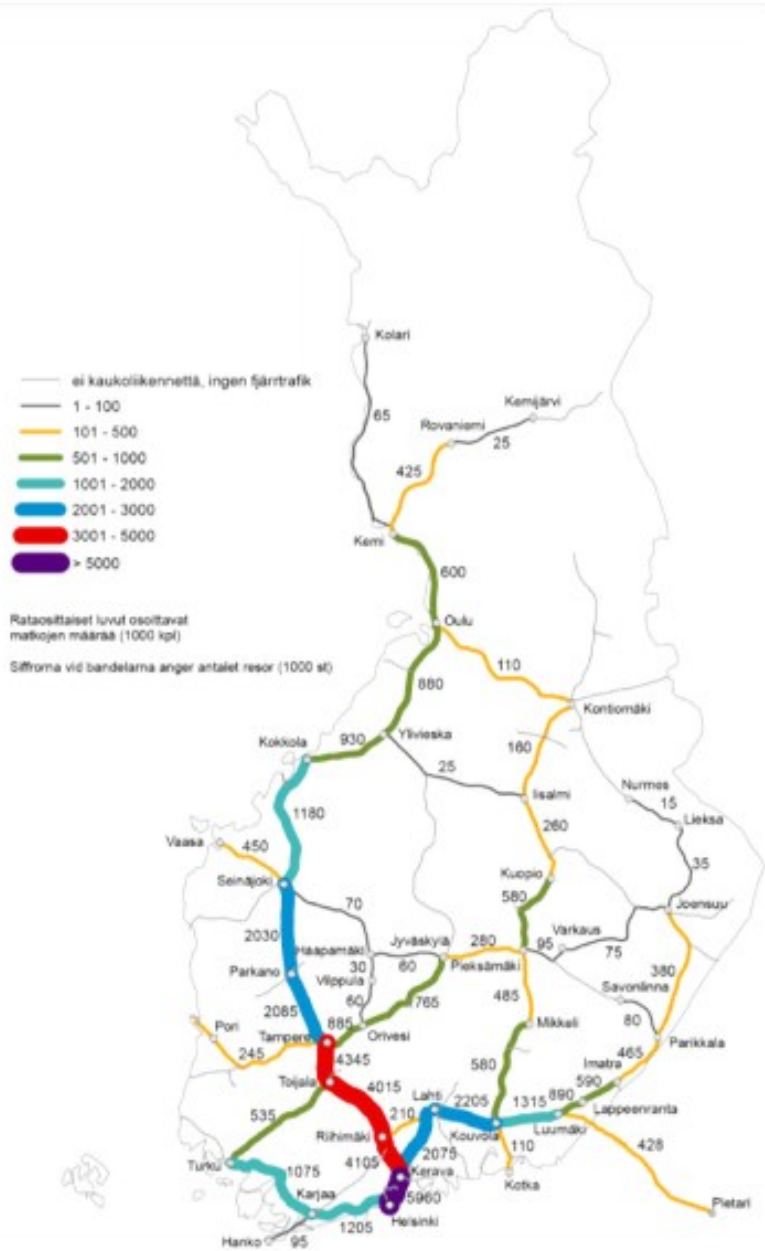 Kolari
65
Kemijärvi
Rovaniemi
25
425
Kemi
ei kaukoliikennettä, ingen fjärrtrafik
1 - 100
101 - 500
501 - 1000
1001 - 2000
2001 - 3000
3001 - 5000
> 5000
600
Rataosittaiset luvut osoittavat
matkojen määrää (1000 kpl)
Siffrorna vid bandelarna anger antalet resor (1000 st)
Oulu
110
880
Kontiomäki
Kokkola
930
Ylivieska
160
25
Iisalmi
Nurmes
15
Lieksa
1180
260
Vaasa
450
35
Seinäjoki
Kuopio
580
70
Joensuu
2030
Haapamäki
Jyväskylä
280
95
Varkaus
75
30
60
Pieksämäki
380
Parkano
Vilppula
485
Savonlinna
2085
60
765
80
Pori
885
Orivesi
Mikkeli
Parikkala
Tampere
245
4345
580
465
Imatra
Toijala
4015
590
Lahti
2205
1315
890
Lappeenranta
535
210
Riihimäki
Kouvola
Luumäki
4105
2075
110
428
Turku
1075
Kerava
Kotka
5960
Karjaa
1205
Helsinki
Pietari
Hanko
95